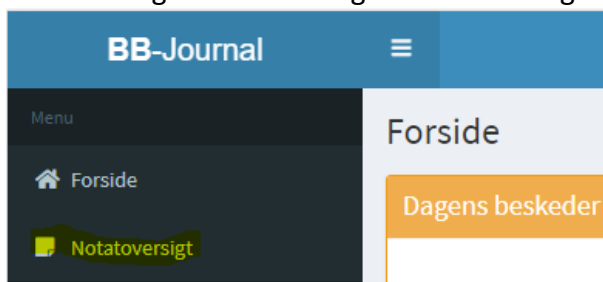 BB-Journal
Menu
Forside
Notatoversigt
Forside
Dagens beskeder